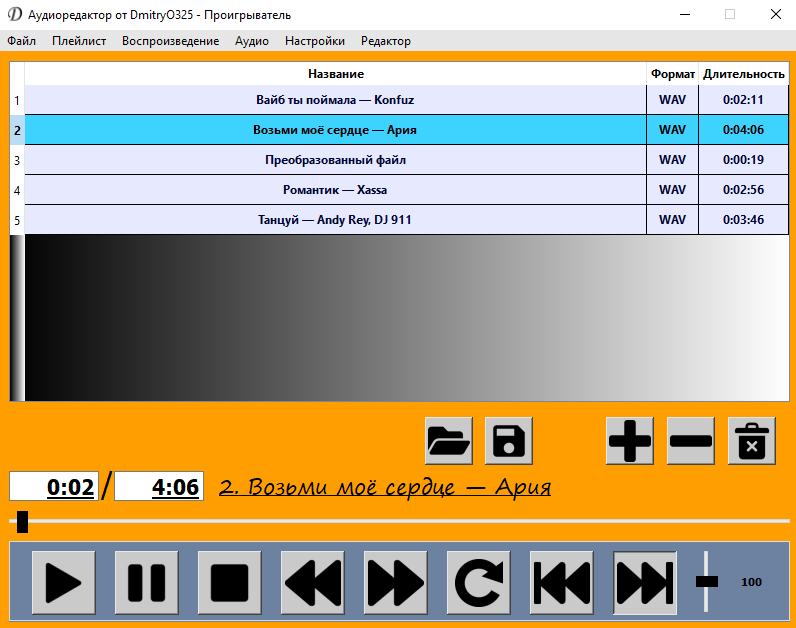 D Аудиоредактор от DmitryO325 - Проигрыватель
Файл Плейлист Воспроизведение Аудио Настройки Редактор
Название Формат Длительность
1 Вайб ты поймала — Konfuz WAV 0:02:11
2 Возьми моё сердце — Ария WAV 0:04:06
3 Преобразованный файл WAV 0:00:19
4 Романтик — Xassa WAV 0:02:56
5 Танцуй — Andy Rey, DJ 911 WAV 0:03:46
0:02 / 4:06 2. Возьми моё сердце — Ария
100